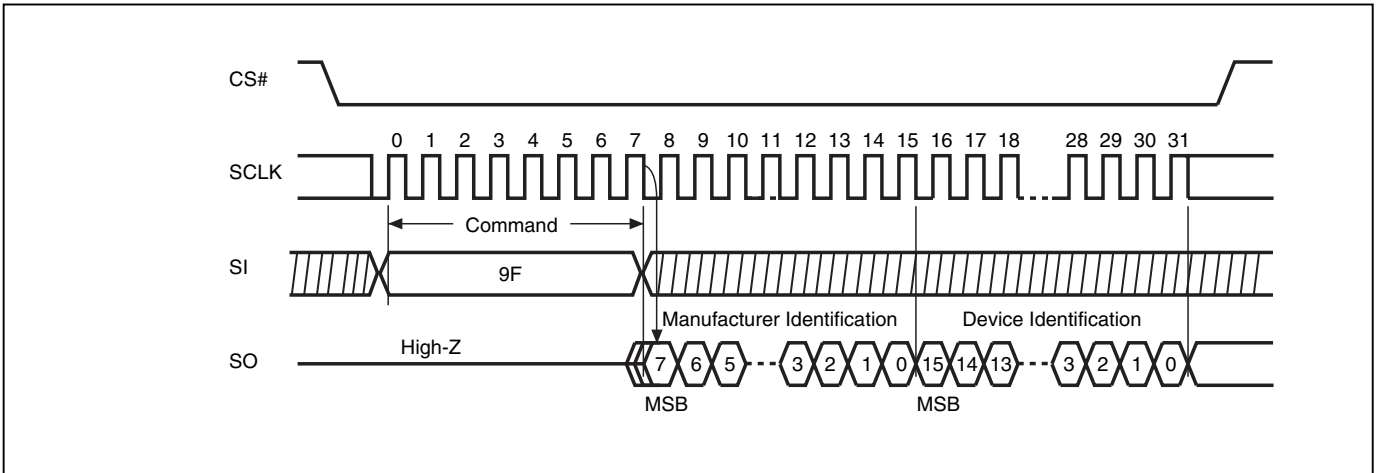 CS#
0 1 2 3 4 5 6 7 8 9 10 11 12 13 14 15 16 17 18 28 29 30 31
SCLK
Command
SI
9F
Manufacturer Identification Device Identification
High-Z
SO
7 6 5 3 2 1 0 15 14 13 3 2 1 0
MSB MSB